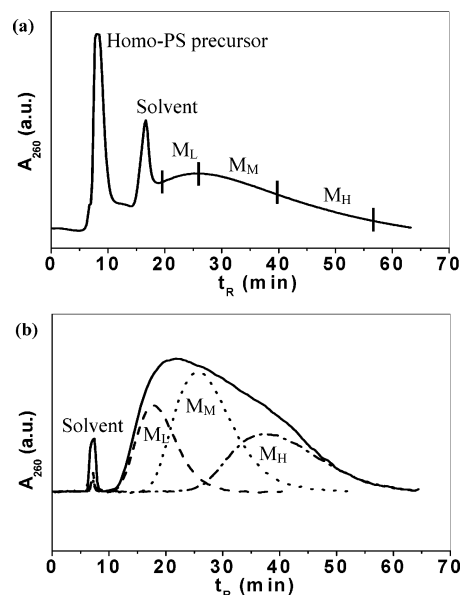 (a)
Homo-PS precursor
Solvent
M_L
M_M
M_H
A_260 (a.u.)
0 10 20 30 40 50 60 70
t_R (min)
(b)
Solvent
M_L
M_M
M_H
A_260 (a.u.)
0 10 20 30 40 50 60 70
t_R (min)